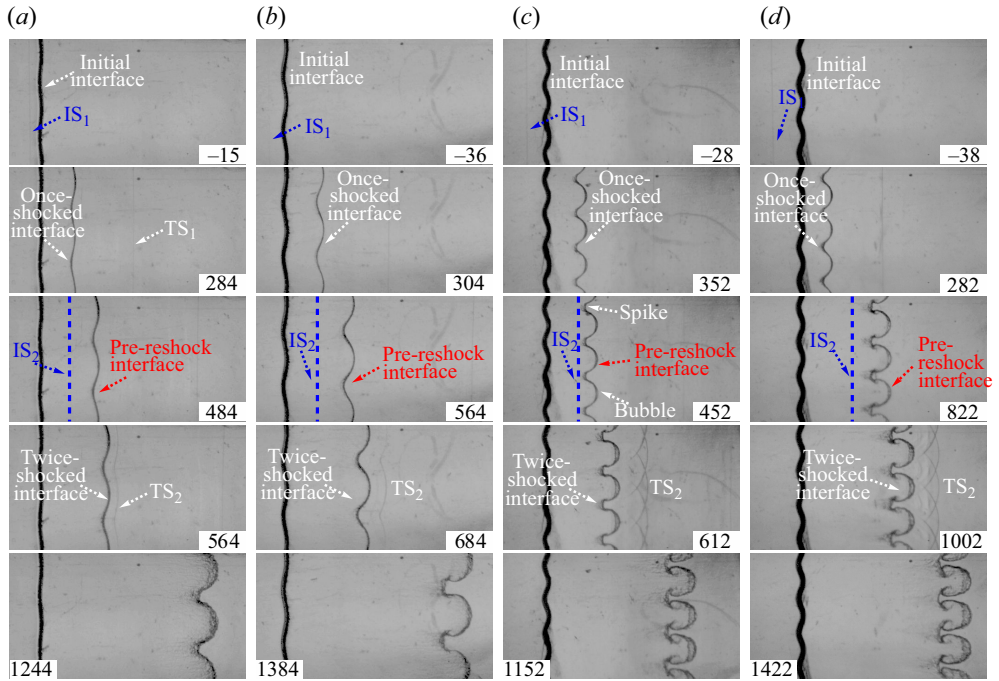 (a)
(b)
(c)
(d)
Initial
interface
IS1
–15
Initial
interface
IS1
–36
Initial
interface
IS1
–28
Initial
interface
IS1
–38
Once-
shocked
interface
TS1
284
Once-
shocked
interface
304
Once-
shocked
interface
352
Once-
shocked
interface
282
IS2
Pre-reshock
interface
484
IS2
Pre-reshock
interface
564
Spike
IS2
Pre-reshock
interface
Bubble
452
IS2
Pre-
reshock
interface
822
Twice-
shocked
interface
TS2
564
Twice-
shocked
interface
TS2
684
Twice-
shocked
interface
TS2
612
Twice-
shocked
interface
TS2
1002
1244
1384
1152
1422